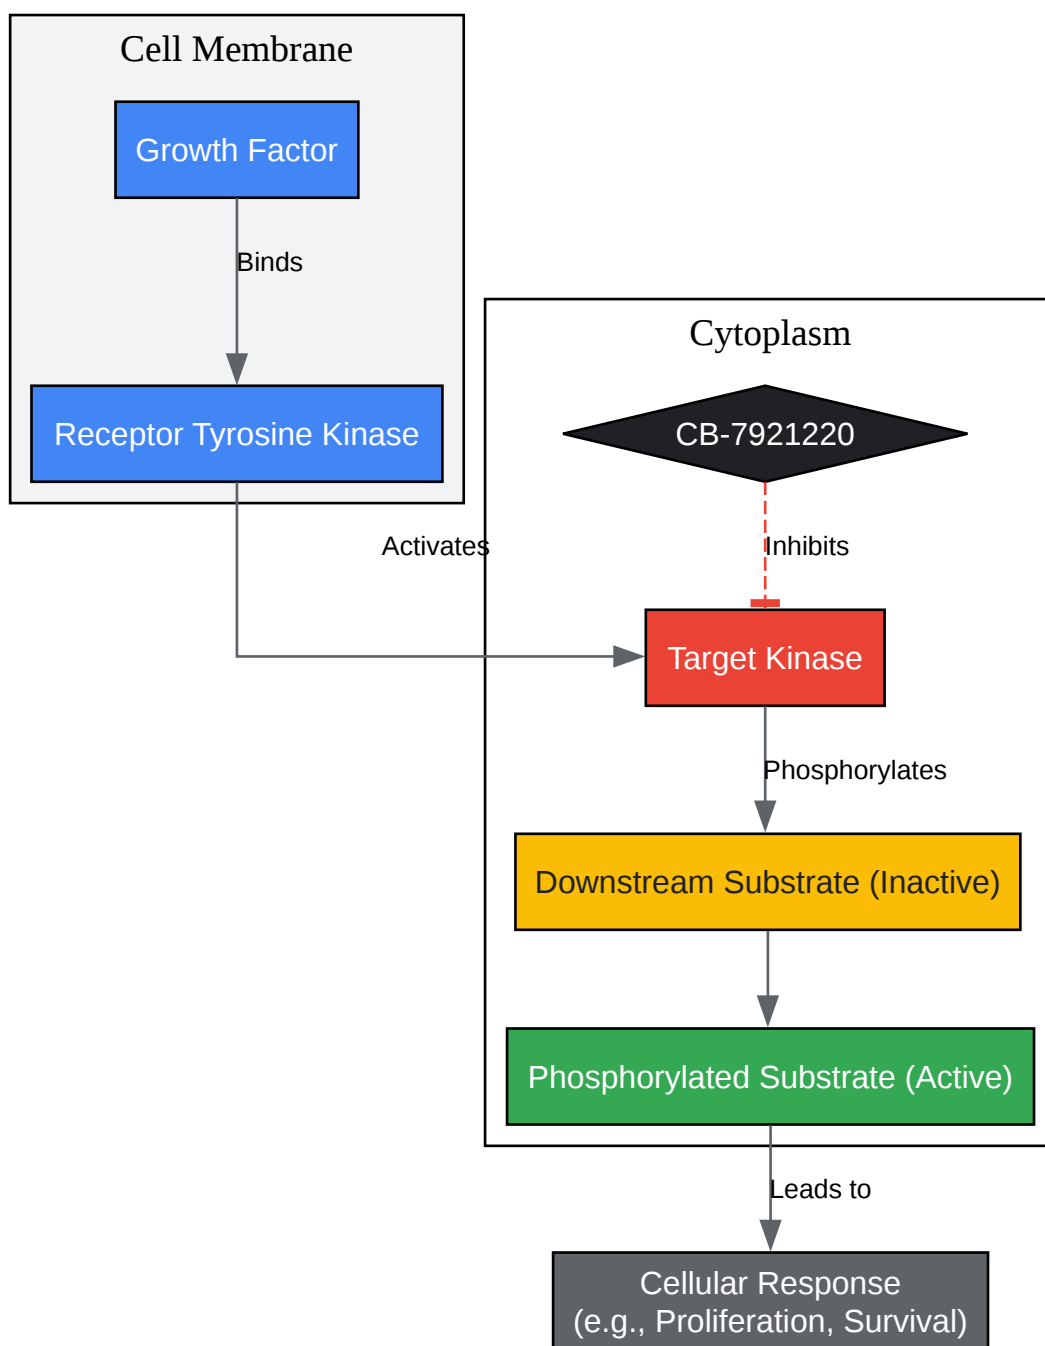 Cell Membrane
Growth Factor
Binds
Receptor Tyrosine Kinase
Activates
Cytoplasm
CB-7921220
Inhibits
Target Kinase
Phosphorylates
Downstream Substrate (Inactive)
Phosphorylated Substrate (Active)
Leads to
Cellular Response
(e.g., Proliferation, Survival)